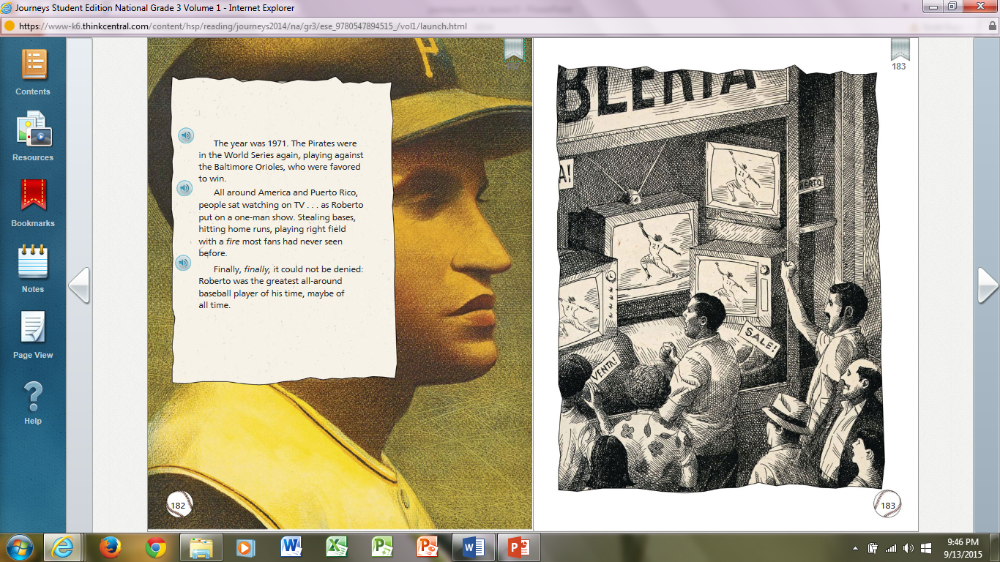 Journeys Student Edition National Grade 3 Volume 1 - Internet Explorer
https://www-k6.thinkcentral.com/content/hsp/reading/journeys2014/na/gr3/ese_9780547894515_/vol1/launch.html
Contents
Resources
Bookmarks
Notes
Page View
Help
P
The year was 1971. The Pirates were
in the World Series again, playing against
the Baltimore Orioles, who were favored
to win.
All around America and Puerto Rico,
people sat watching on TV . . . as Roberto
put on a one-man show. Stealing bases,
hitting home runs, playing right field
with a fire most fans had never seen
before.
Finally, finally, it could not be denied:
Roberto was the greatest all-around
baseball player of his time, maybe of
all time.
182
183
BLERIA
A!
21
21
SALE!
VENTA!
183
9:46 PM
9/13/2015